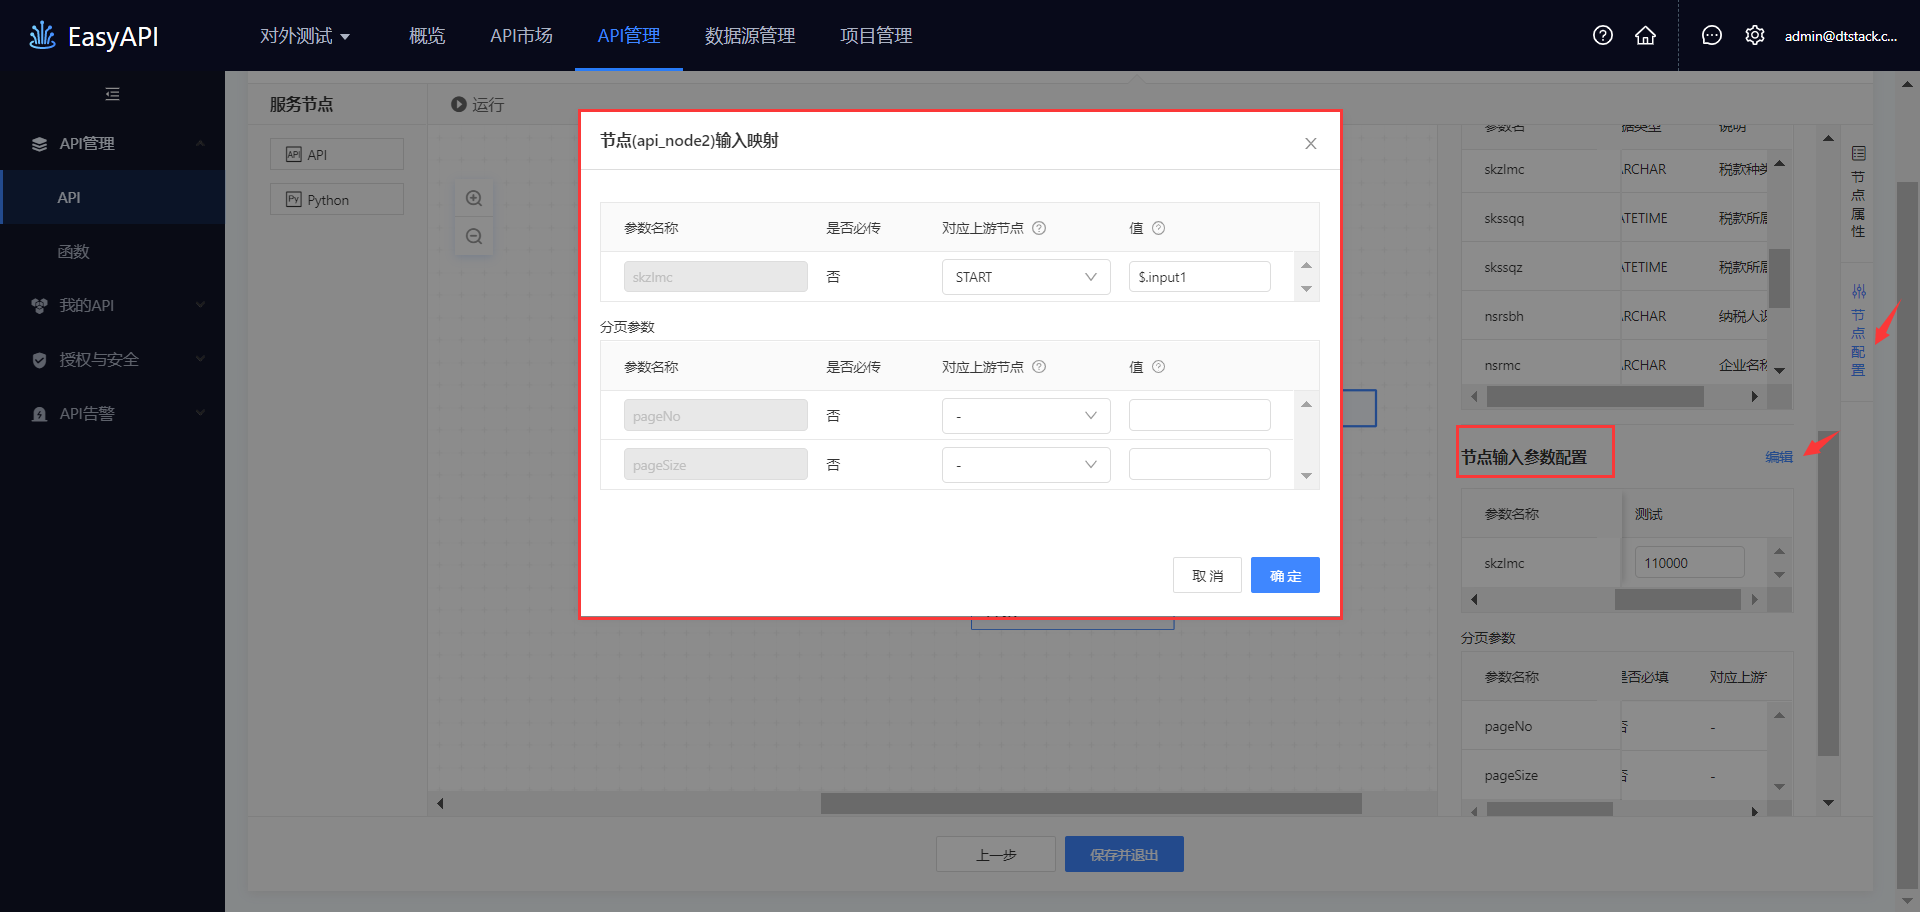 EasyAPI
对外测试
概览
API市场
API管理
数据源管理
项目管理
admin@dtstack.c...
API管理
API
函数
我的API
授权与安全
API告警
服务节点
API
Python
运行
节点(api_node2)输入映射
参数名称 是否必传 对应上游节点 值
skzlmc 否 START $.input1
分页参数
参数名称 是否必传 对应上游节点 值
pageNo 否 -
pageSize 否 -
取消 确定
参数名 据类型 说明
skzlmc ARCHAR 税款种类
skssqq ATETIME 税款所属
skssqz ATETIME 税款所属
nsrsbh ARCHAR 纳税人识
nsrmc ARCHAR 企业名称
节点输入参数配置 编辑
参数名称 测试
skzlmc 110000
分页参数
参数名称 是否必填 对应上游
pageNo 否 -
pageSize 否 -
节点属性
节点配置
上一步 保存并退出